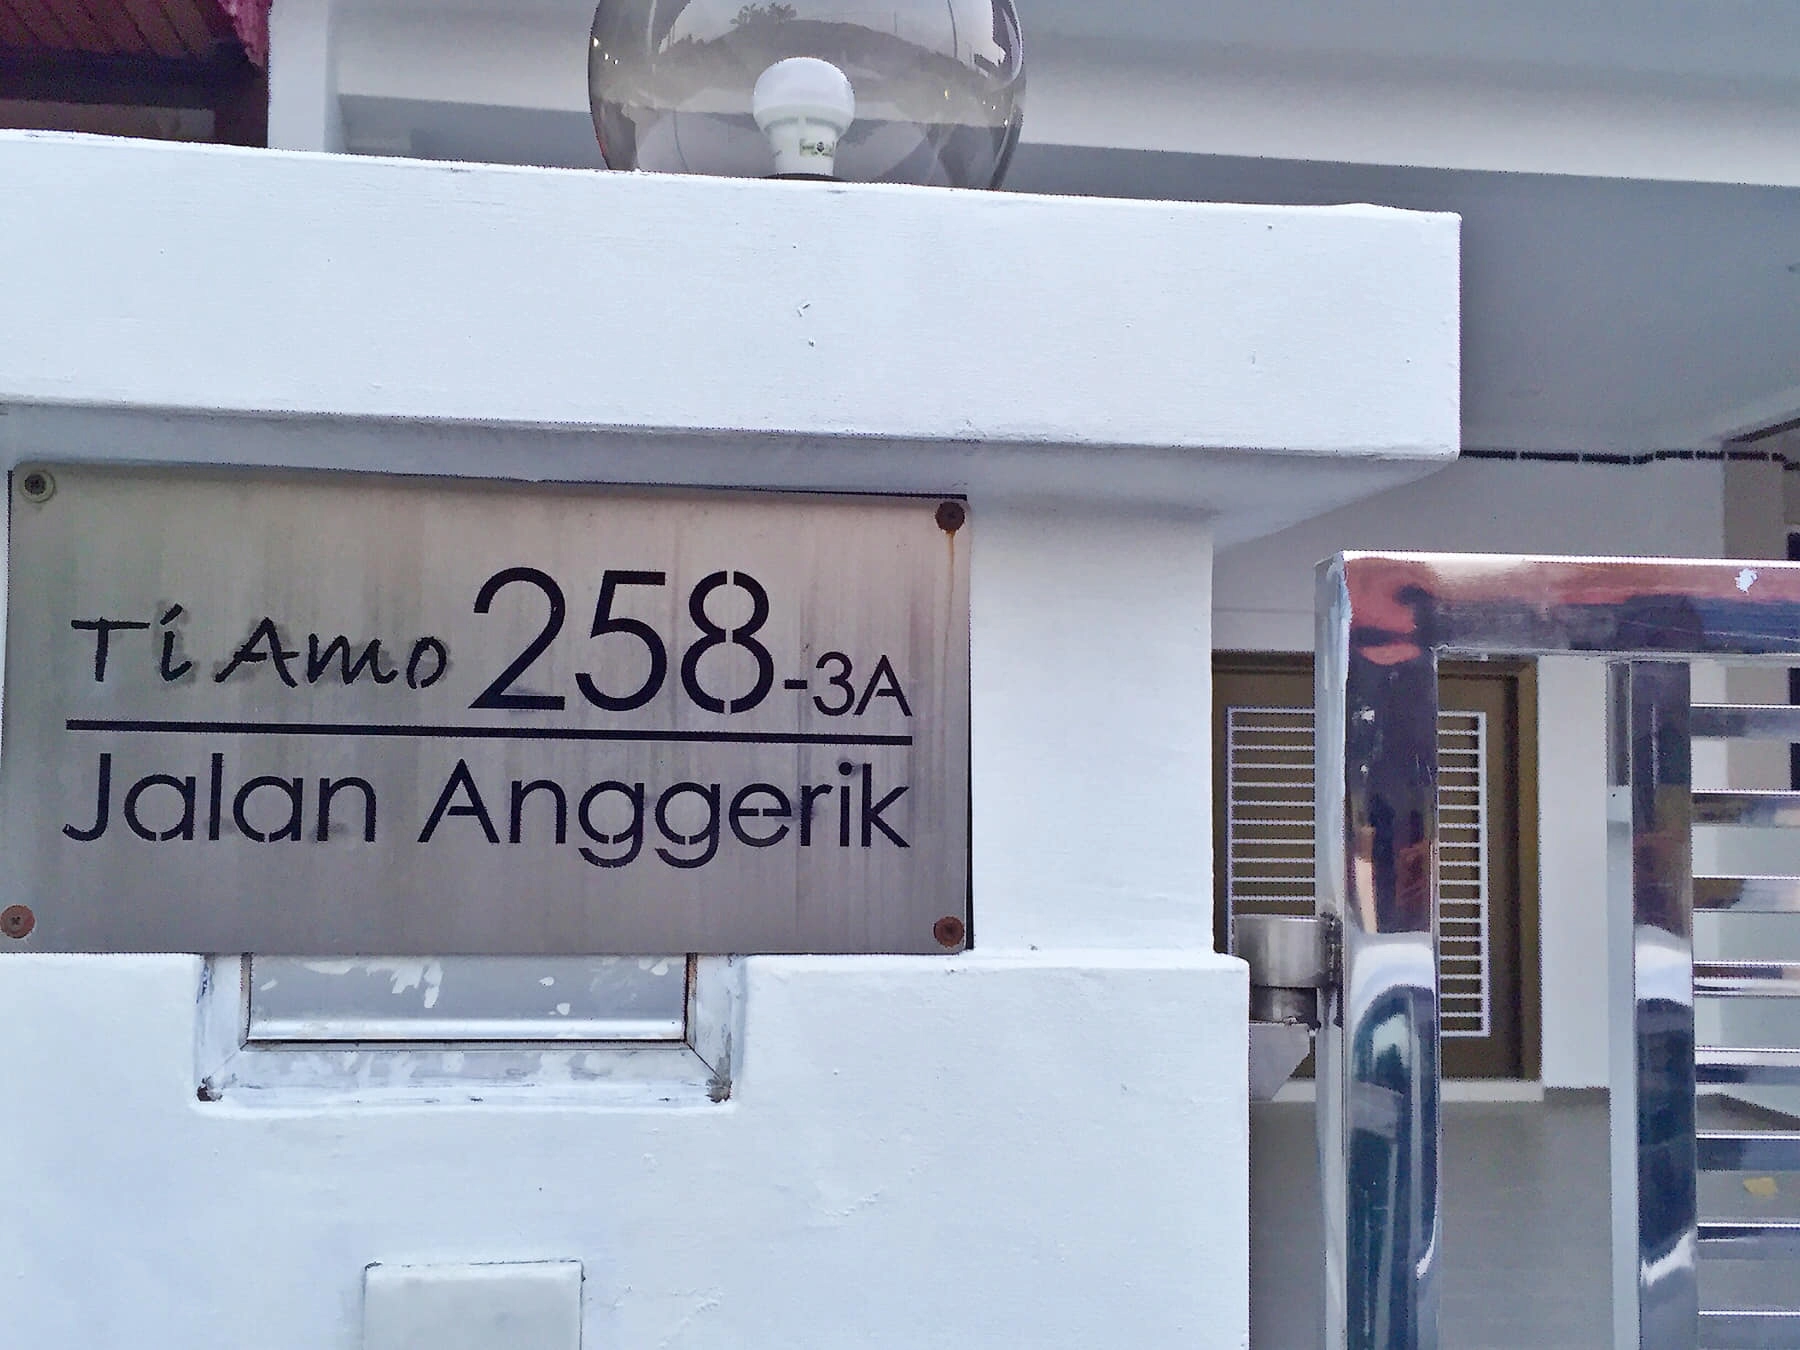 Ti Amo 258-3A
Jalan Anggerik